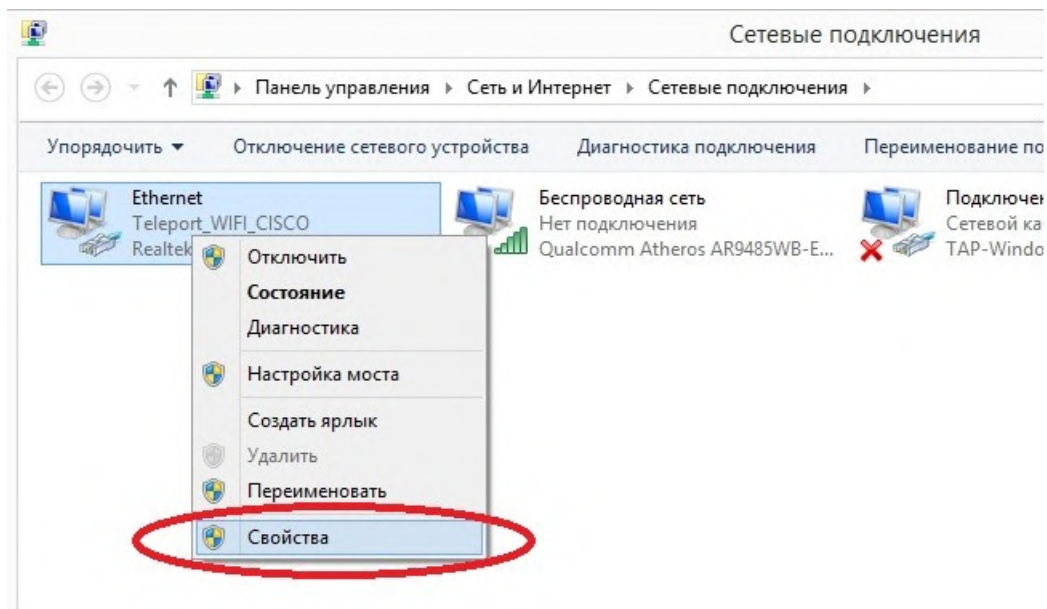 Сетевые подключения
Панель управления Сеть и Интернет Сетевые подключения
Упорядочить Отключение сетевого устройства Диагностика подключения Переименование по
Ethernet
Teleport_WIFI_CISCO
Realtek
Беспроводная сеть
Нет подключения
Qualcomm Atheros AR9485WB-E...
Подключен
Сетевой ка
TAP-Windo
Отключить
Состояние
Диагностика
Настройка моста
Создать ярлык
Удалить
Переименовать
Свойства